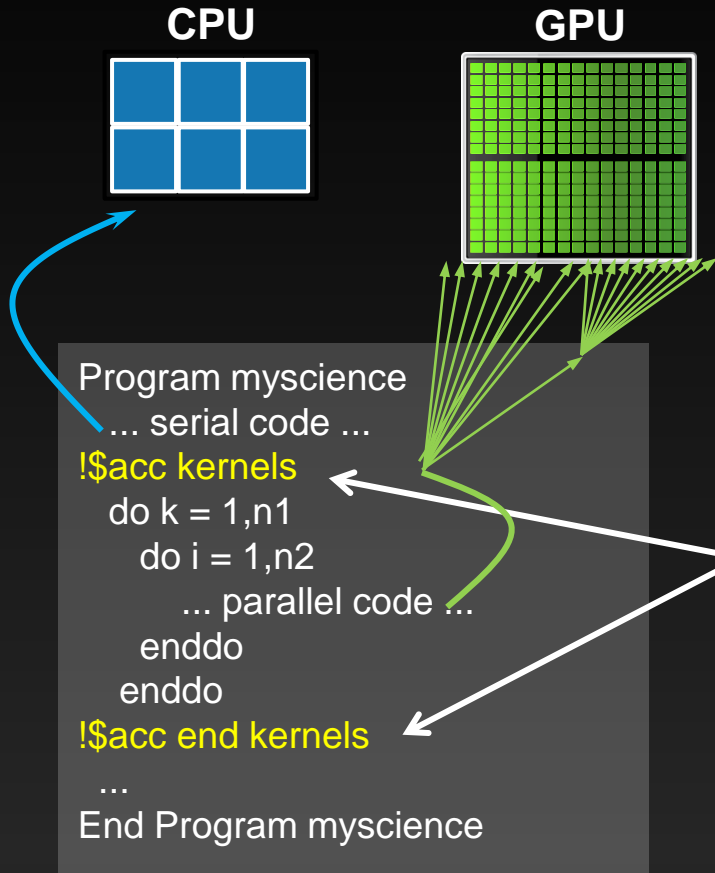 CPU
GPU
Program myscience
... serial code ...
!$acc kernels
do k = 1,n1
do i = 1,n2
... parallel code ...
enddo
enddo
!$acc end kernels
...
End Program myscience